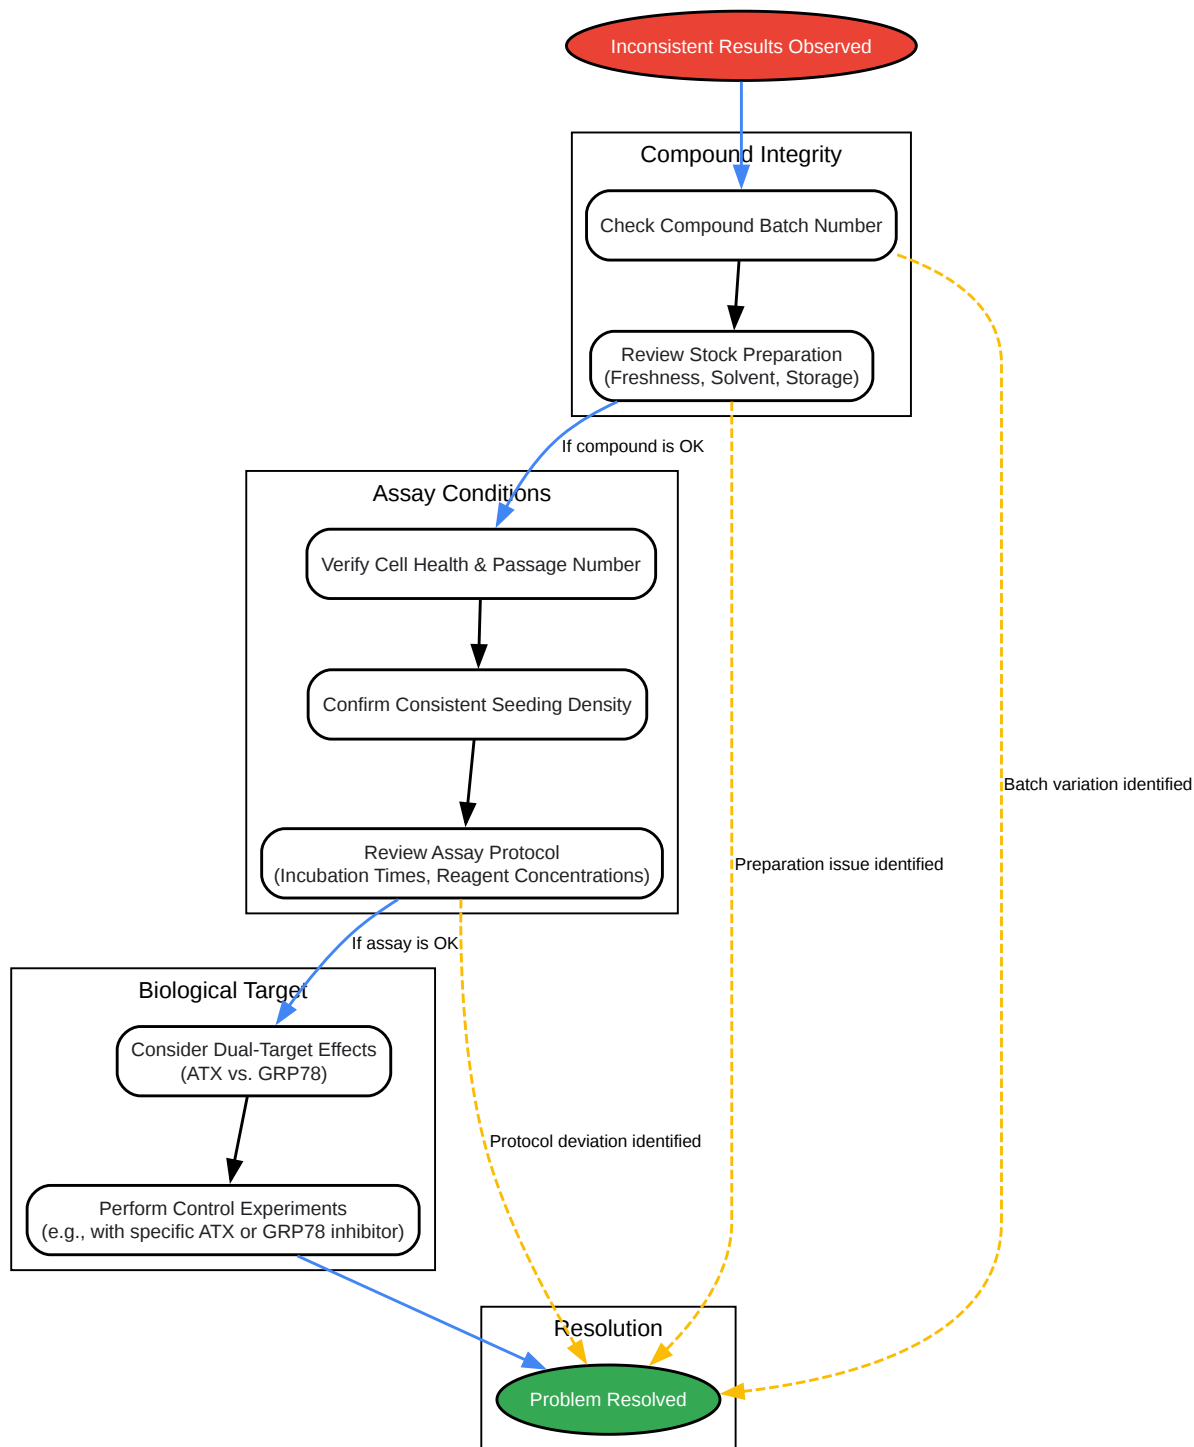 Inconsistent Results Observed
Compound Integrity
Check Compound Batch Number
Review Stock Preparation
(Freshness, Solvent, Storage)
If compound is OK
Assay Conditions
Verify Cell Health & Passage Number
Confirm Consistent Seeding Density
Batch variation identified
Review Assay Protocol
(Incubation Times, Reagent Concentrations)
Preparation issue identified
If assay is OK
Biological Target
Consider Dual-Target Effects
(ATX vs. GRP78)
Protocol deviation identified
Perform Control Experiments
(e.g., with specific ATX or GRP78 inhibitor)
Resolution
Problem Resolved